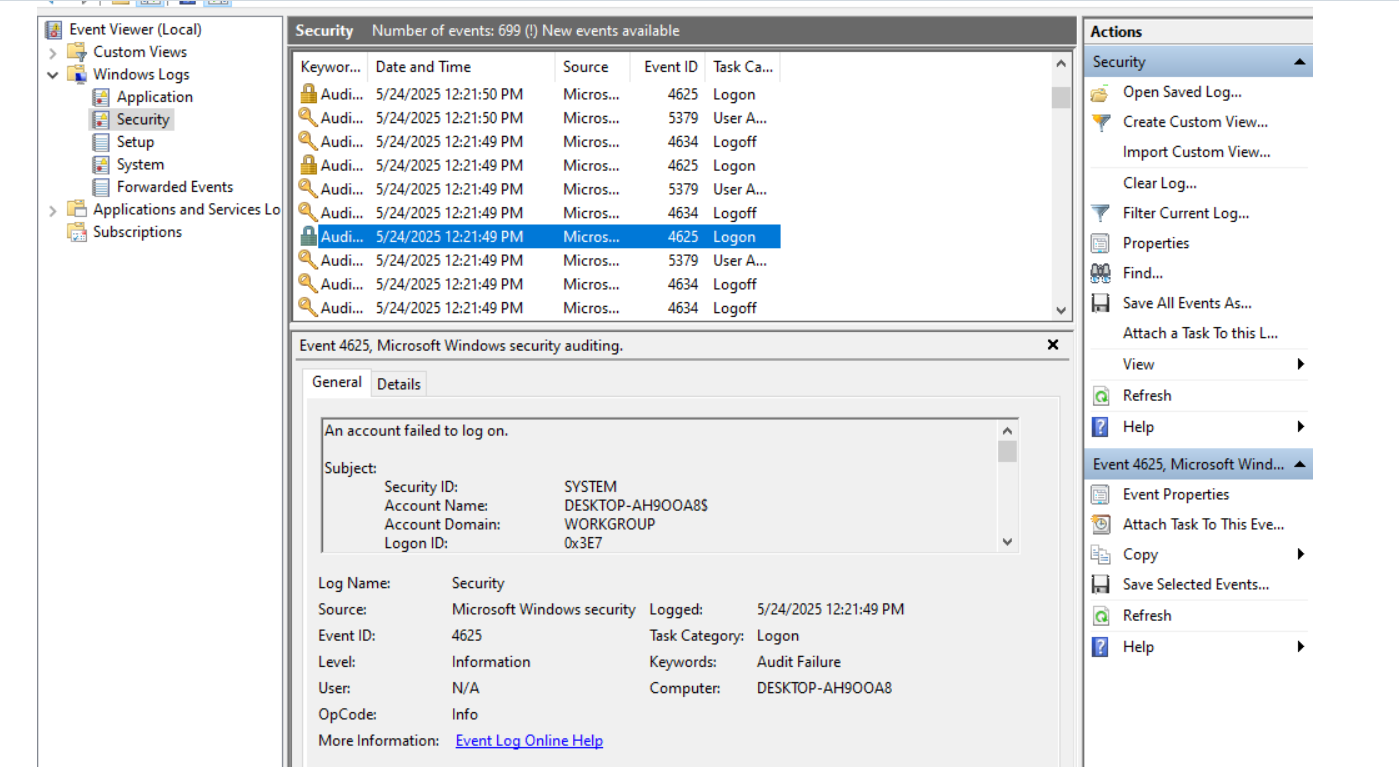 Event Viewer (Local)
Custom Views
Windows Logs
Application
Security
Setup
System
Forwarded Events
Applications and Services Lo
Subscriptions
Security Number of events: 699 (!) New events available
Keywor... Date and Time Source Event ID Task Ca...
Audi... 5/24/2025 12:21:50 PM Micros... 4625 Logon
Audi... 5/24/2025 12:21:50 PM Micros... 5379 User A...
Audi... 5/24/2025 12:21:49 PM Micros... 4634 Logoff
Audi... 5/24/2025 12:21:49 PM Micros... 4625 Logon
Audi... 5/24/2025 12:21:49 PM Micros... 5379 User A...
Audi... 5/24/2025 12:21:49 PM Micros... 4634 Logoff
Audi... 5/24/2025 12:21:49 PM Micros... 4625 Logon
Audi... 5/24/2025 12:21:49 PM Micros... 5379 User A...
Audi... 5/24/2025 12:21:49 PM Micros... 4634 Logoff
Audi... 5/24/2025 12:21:49 PM Micros... 4634 Logoff
Event 4625, Microsoft Windows security auditing.
General Details
An account failed to log on.
Subject:
Security ID: SYSTEM
Account Name: DESKTOP-AH9OOA8$
Account Domain: WORKGROUP
Logon ID: 0x3E7
Log Name: Security
Source: Microsoft Windows security Logged: 5/24/2025 12:21:49 PM
Event ID: 4625 Task Category: Logon
Level: Information Keywords: Audit Failure
User: N/A Computer: DESKTOP-AH9OOA8
OpCode: Info
More Information: Event Log Online Help
Actions
Security
Open Saved Log...
Create Custom View...
Import Custom View...
Clear Log...
Filter Current Log...
Properties
Find...
Save All Events As...
Attach a Task To this L...
View
Refresh
Help
Event 4625, Microsoft Wind...
Event Properties
Attach Task To This Eve...
Copy
Save Selected Events...
Refresh
Help